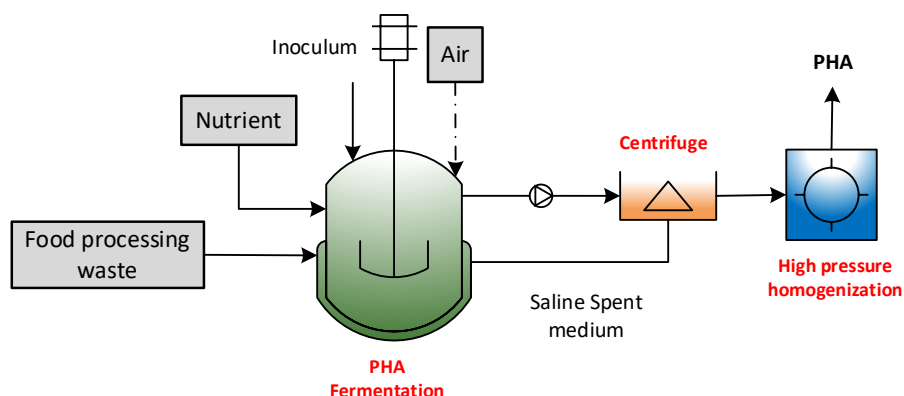 Inoculum
Air
Nutrient
Food processing
waste
PHA
Fermentation
Centrifuge
Saline Spent
medium
PHA
High pressure
homogenization